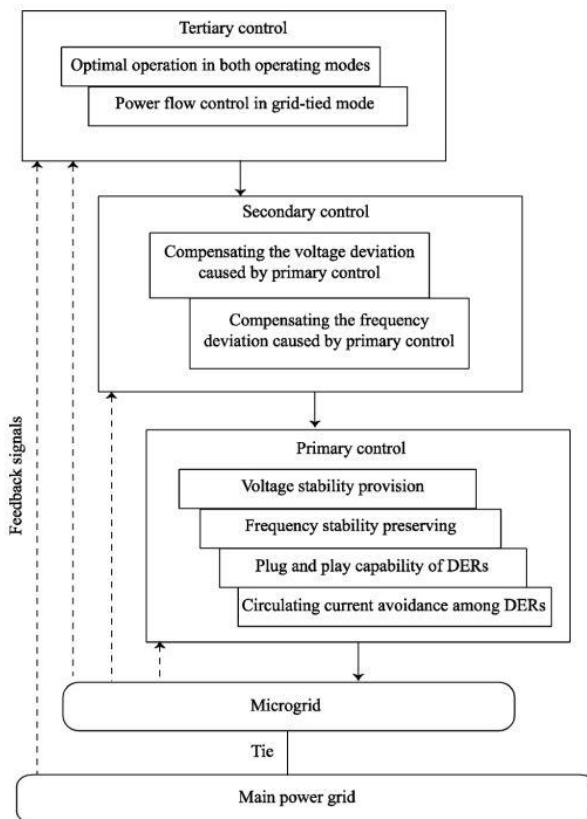 Tertiary control
Optimal operation in both operating modes
Power flow control in grid-tied mode
Secondary control
Compensating the voltage deviation
caused by primary control
Compensating the frequency
deviation caused by primary control
Primary control
Voltage stability provision
Frequency stability preserving
Plug and play capability of DERs
Circulating current avoidance among DERs
Feedback signals
Microgrid
Tie
Main power grid